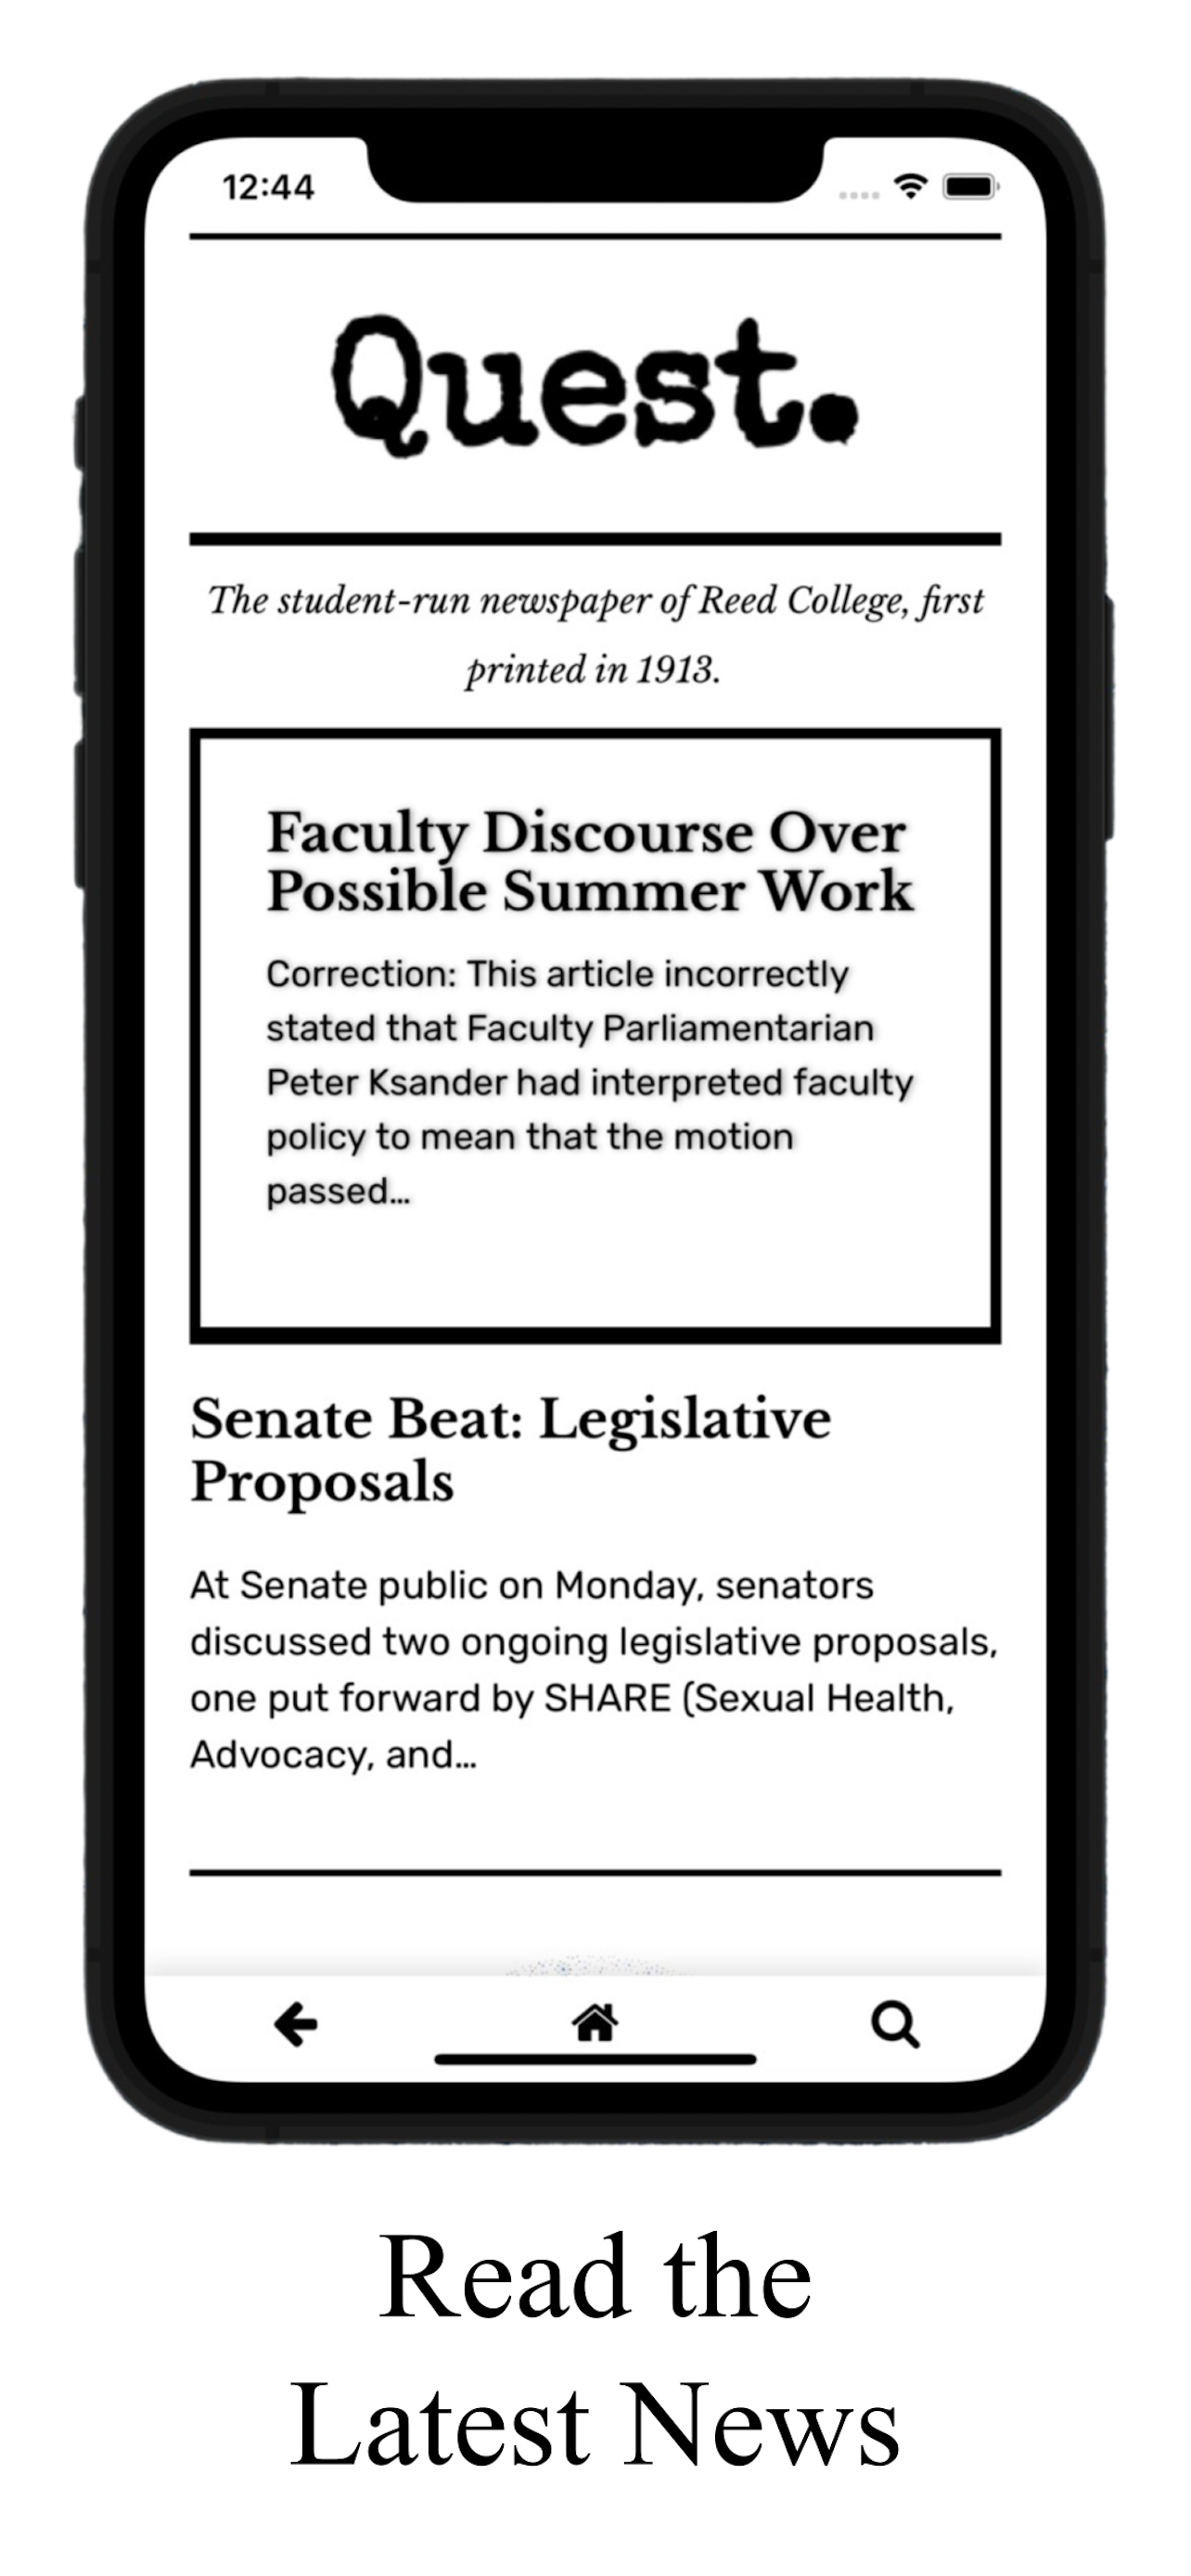 12:44
Quest.
The student-run newspaper of Reed College, first
printed in 1913.
Faculty Discourse Over
Possible Summer Work
Correction: This article incorrectly
stated that Faculty Parliamentarian
Peter Ksander had interpreted faculty
policy to mean that the motion
passed...
Senate Beat: Legislative
Proposals
At Senate public on Monday, senators
discussed two ongoing legislative proposals,
one put forward by SHARE (Sexual Health,
Advocacy, and...
Read the
Latest News